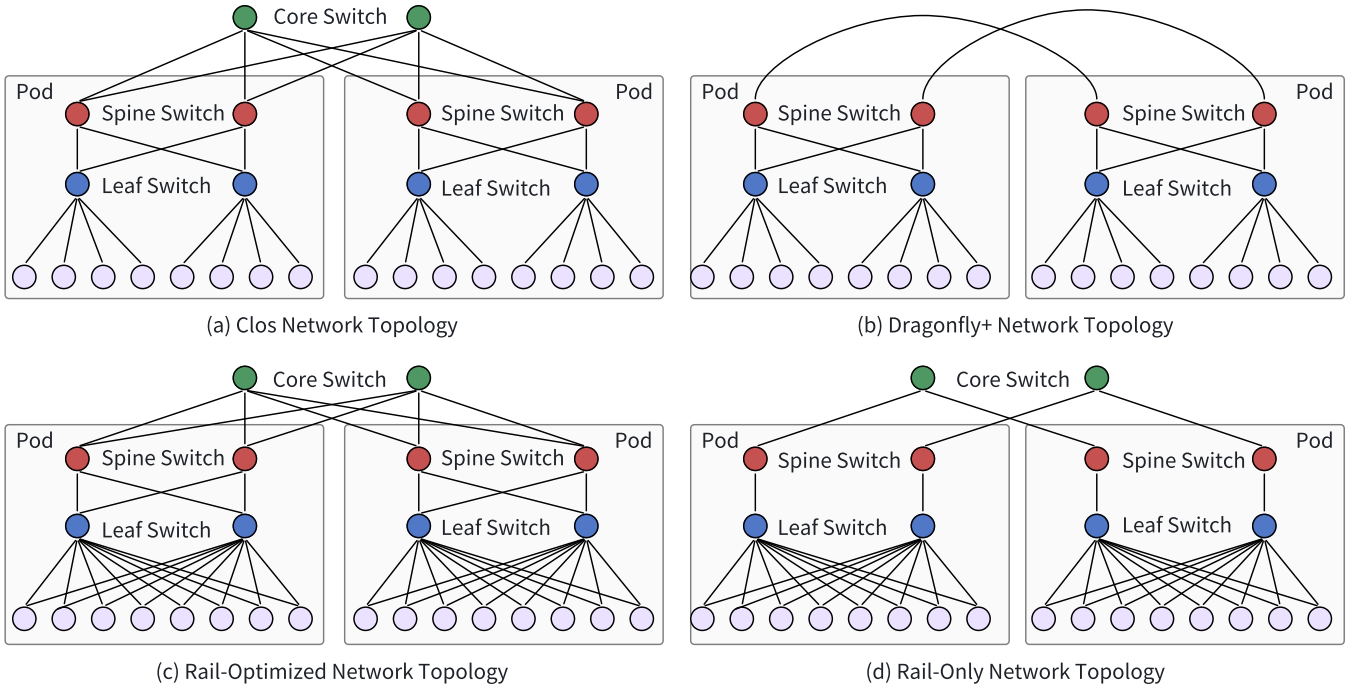 Core Switch
Pod
Spine Switch
Leaf Switch
Pod
Spine Switch
Leaf Switch
(a) Clos Network Topology
Pod
Spine Switch
Leaf Switch
Pod
Spine Switch
Leaf Switch
(b) Dragonfly+ Network Topology
Core Switch
Pod
Spine Switch
Leaf Switch
Pod
Spine Switch
Leaf Switch
(c) Rail-Optimized Network Topology
Core Switch
Pod
Spine Switch
Leaf Switch
Pod
Spine Switch
Leaf Switch
(d) Rail-Only Network Topology